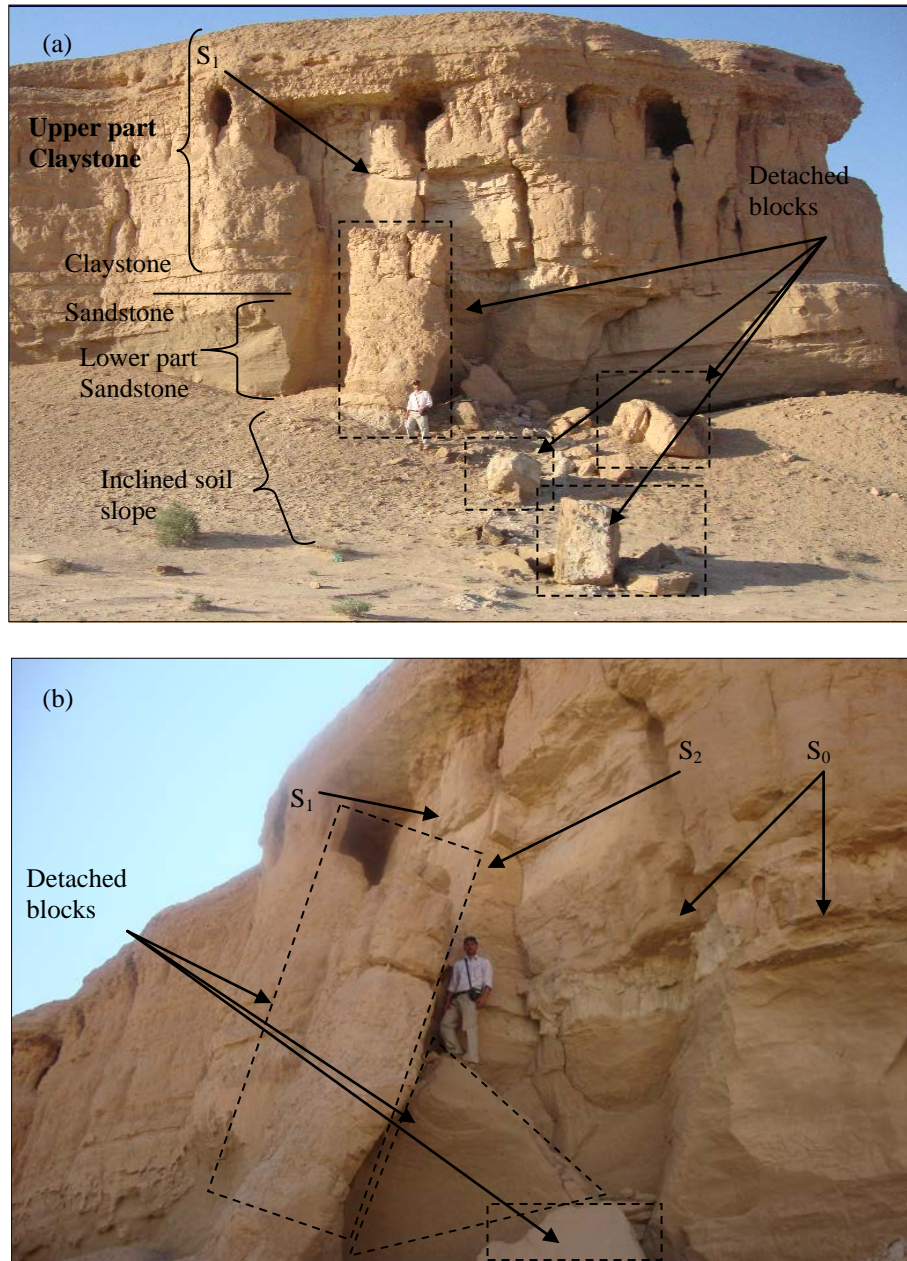 (a)
S₁
Upper part
Claystone
Detached
blocks
Claystone
Sandstone
Lower part
Sandstone
Inclined soil
slope
(b)
S₂
S₀
S₁
Detached
blocks